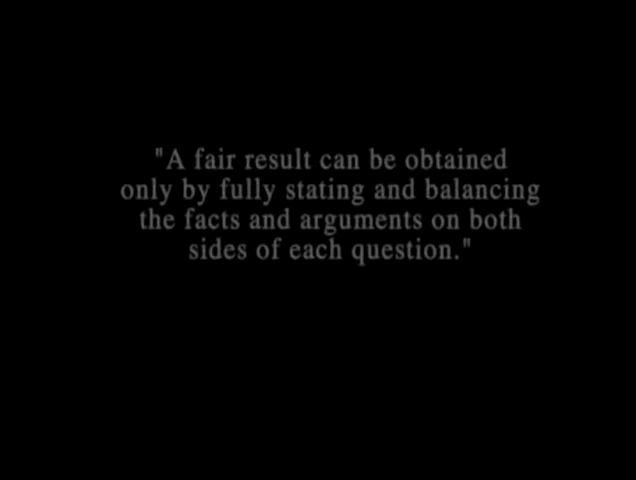 "A fair result can be obtained
only by fully stating and balancing
the facts and arguments on both
sides of each question."